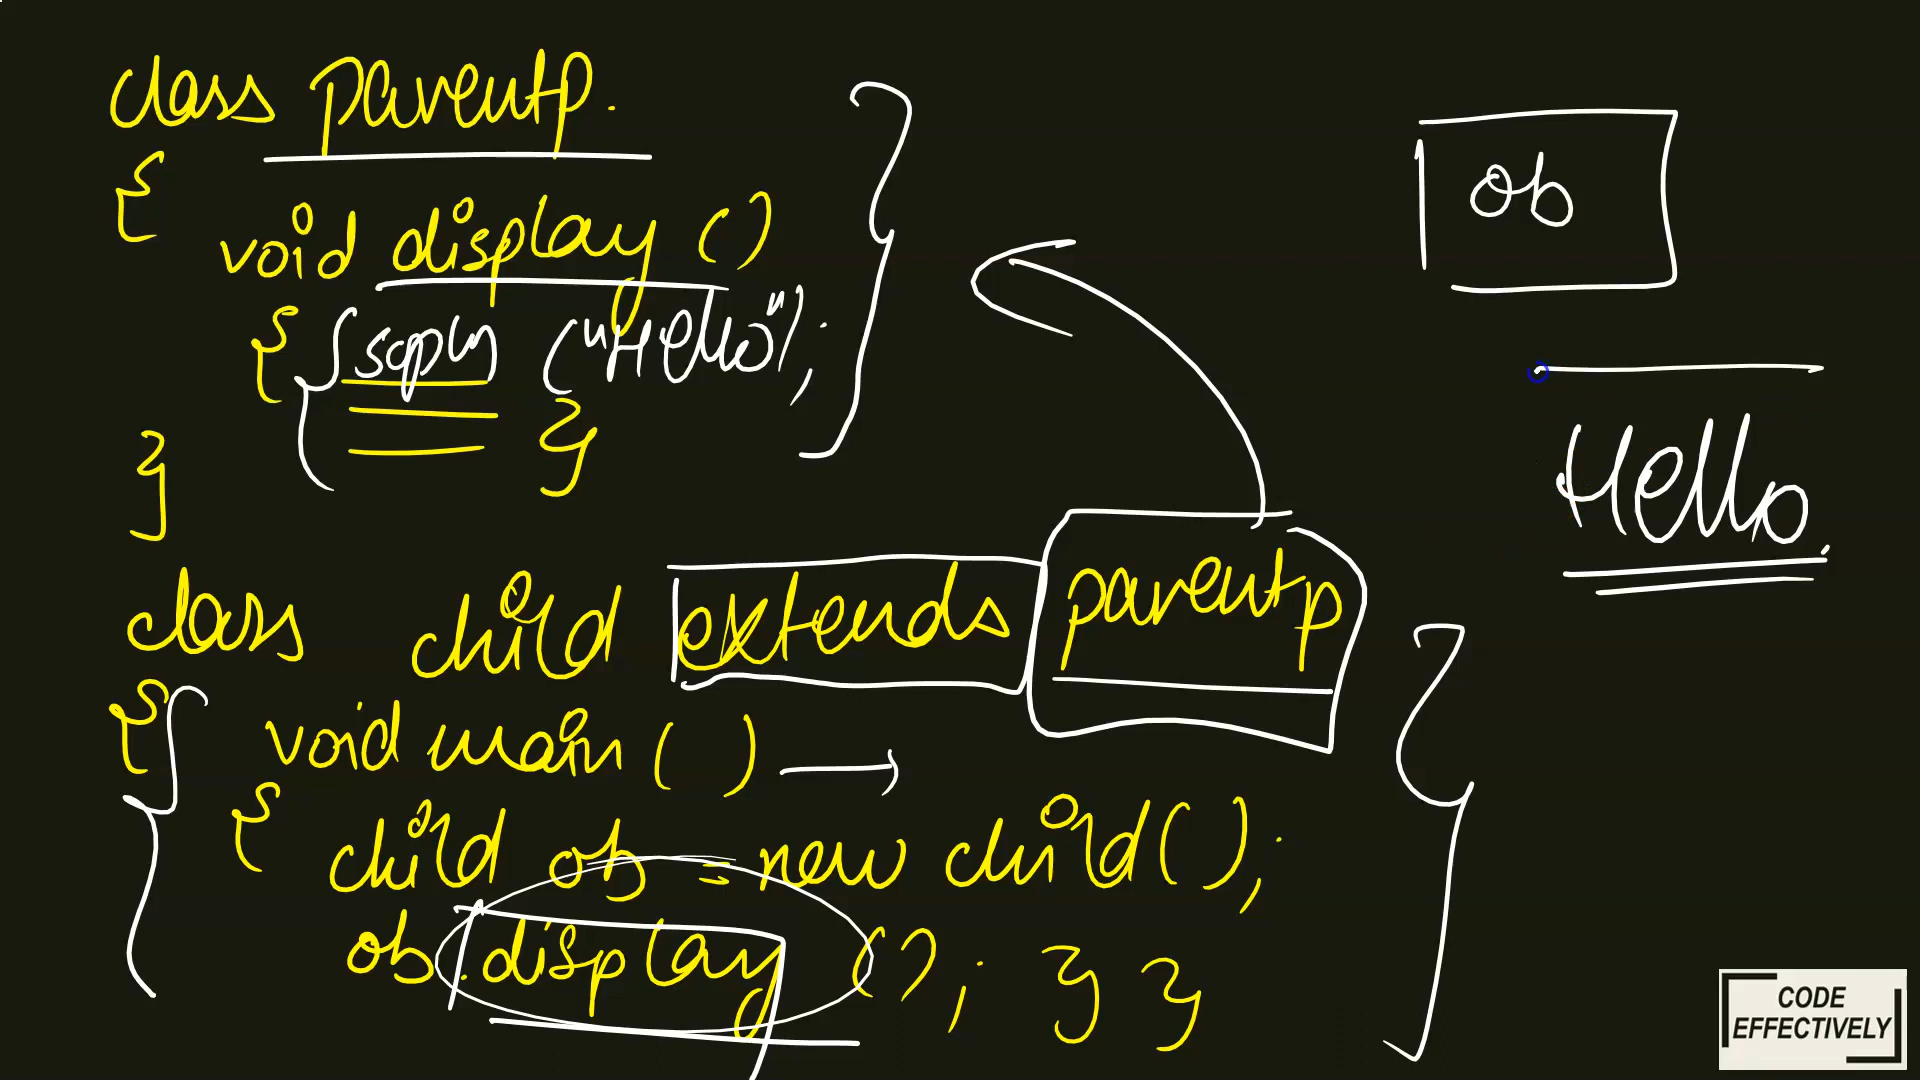 class parentp.
{
void display ()
{ sopln ("Hello");
}
}
class child extends parentp
{ void main ( )
{
child ob = new child();
ob.display (); } }
ob
Hello.
CODE
EFFECTIVELY